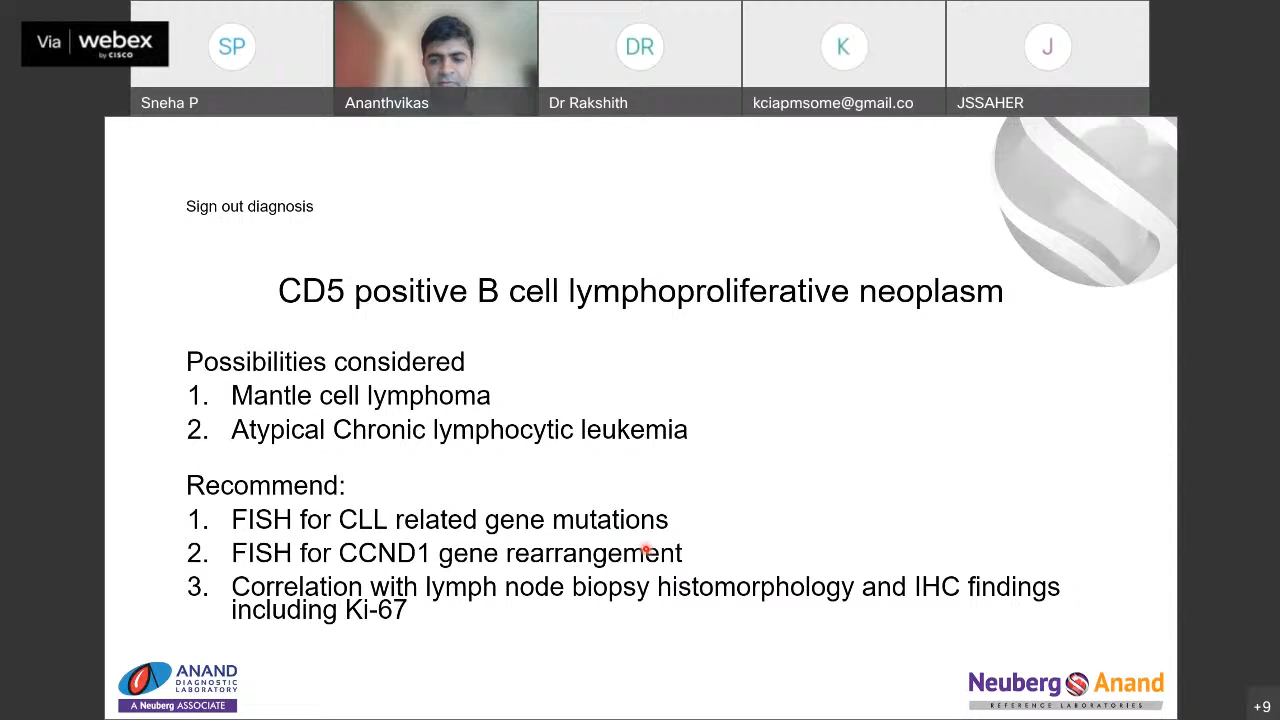 Via webex
by CISCO
SP
DR
K
J
Sneha P
Ananthvikas
Dr Rakshith
kciapmsome@gmail.co
JSSAHER
Sign out diagnosis
CD5 positive B cell lymphoproliferative neoplasm
Possibilities considered
1. Mantle cell lymphoma
2. Atypical Chronic lymphocytic leukemia
Recommend:
1. FISH for CLL related gene mutations
2. FISH for CCND1 gene rearrangement
3. Correlation with lymph node biopsy histomorphology and IHC findings
including Ki-67
ANAND
DIAGNOSTIC
LABORATORY
A Neuberg ASSOCIATE
Neuberg Anand
REFERENCE LABORATORIES
+9